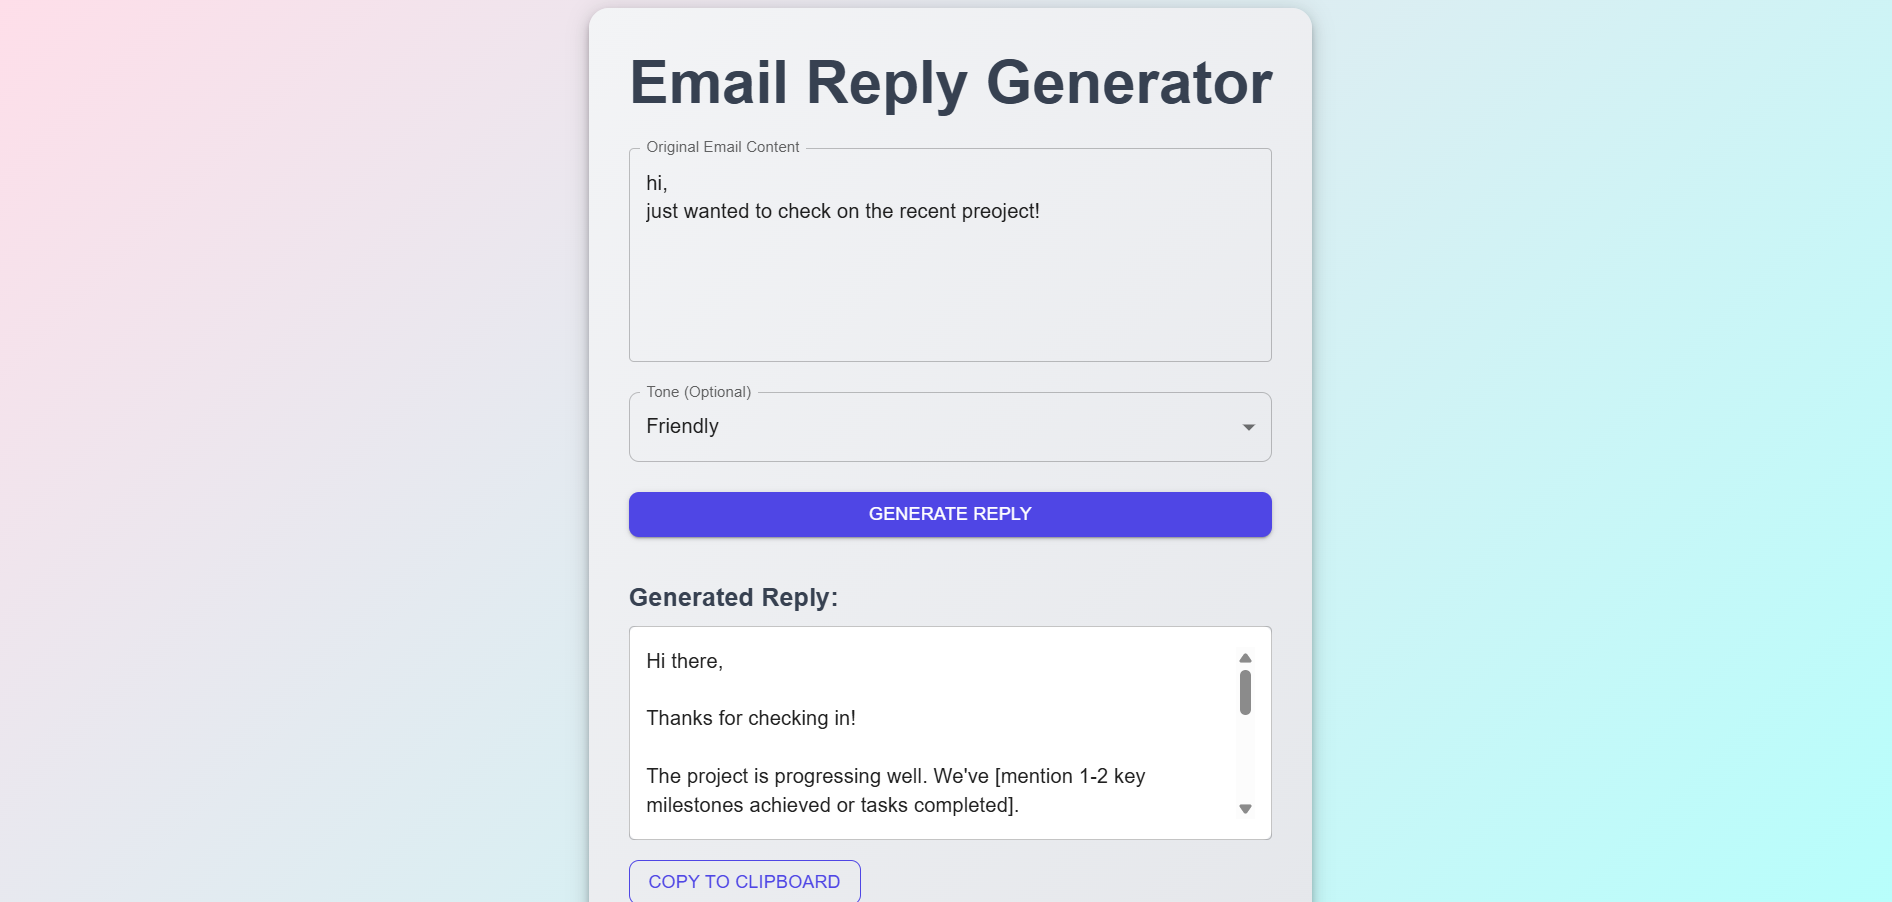 Email Reply Generator
Original Email Content
hi,
just wanted to check on the recent preoject!
Tone (Optional)
Friendly
GENERATE REPLY
Generated Reply:
Hi there,
Thanks for checking in!
The project is progressing well. We've [mention 1-2 key
milestones achieved or tasks completed].
COPY TO CLIPBOARD